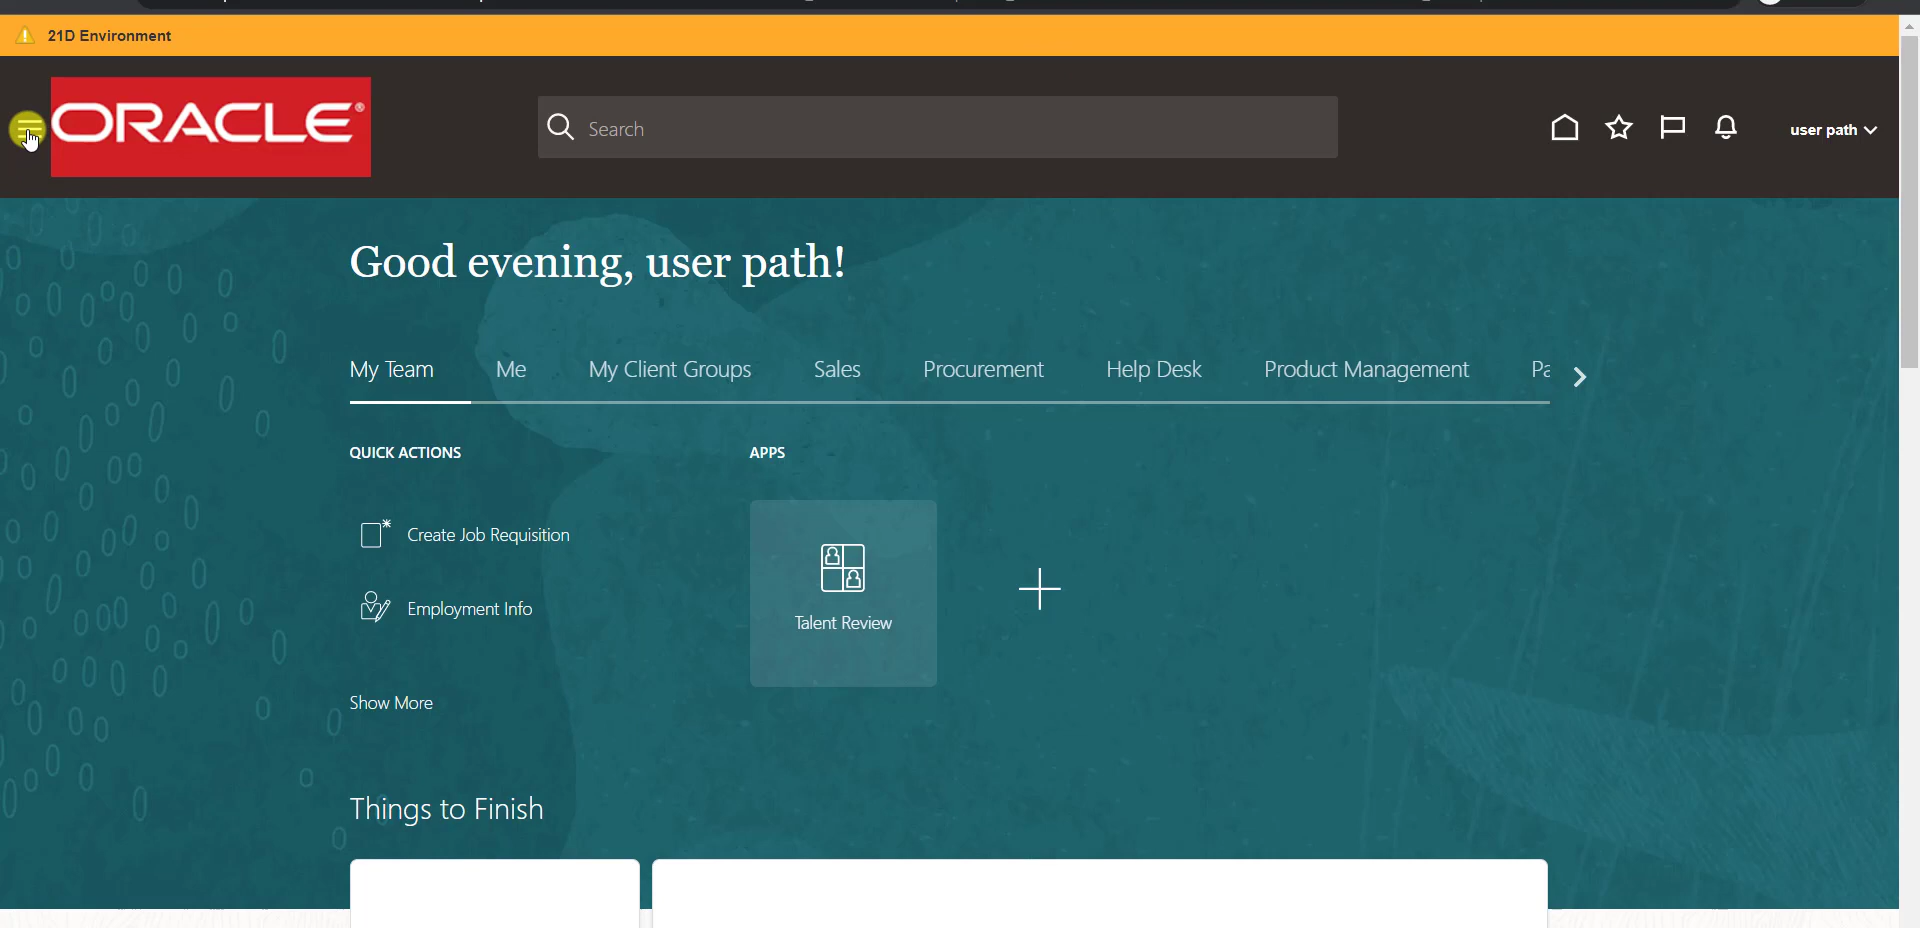 21D Environment
ORACLE®
Search
user path
Good evening, user path!
My Team
Me
My Client Groups
Sales
Procurement
Help Desk
Product Management
Pa
QUICK ACTIONS
APPS
Create Job Requisition
Employment Info
Talent Review
Show More
Things to Finish